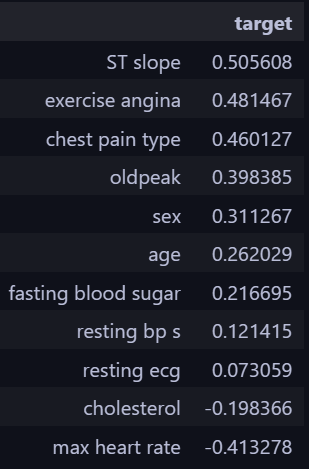 target
ST slope 0.505608
exercise angina 0.481467
chest pain type 0.460127
oldpeak 0.398385
sex 0.311267
age 0.262029
fasting blood sugar 0.216695
resting bp s 0.121415
resting ecg 0.073059
cholesterol -0.198366
max heart rate -0.413278